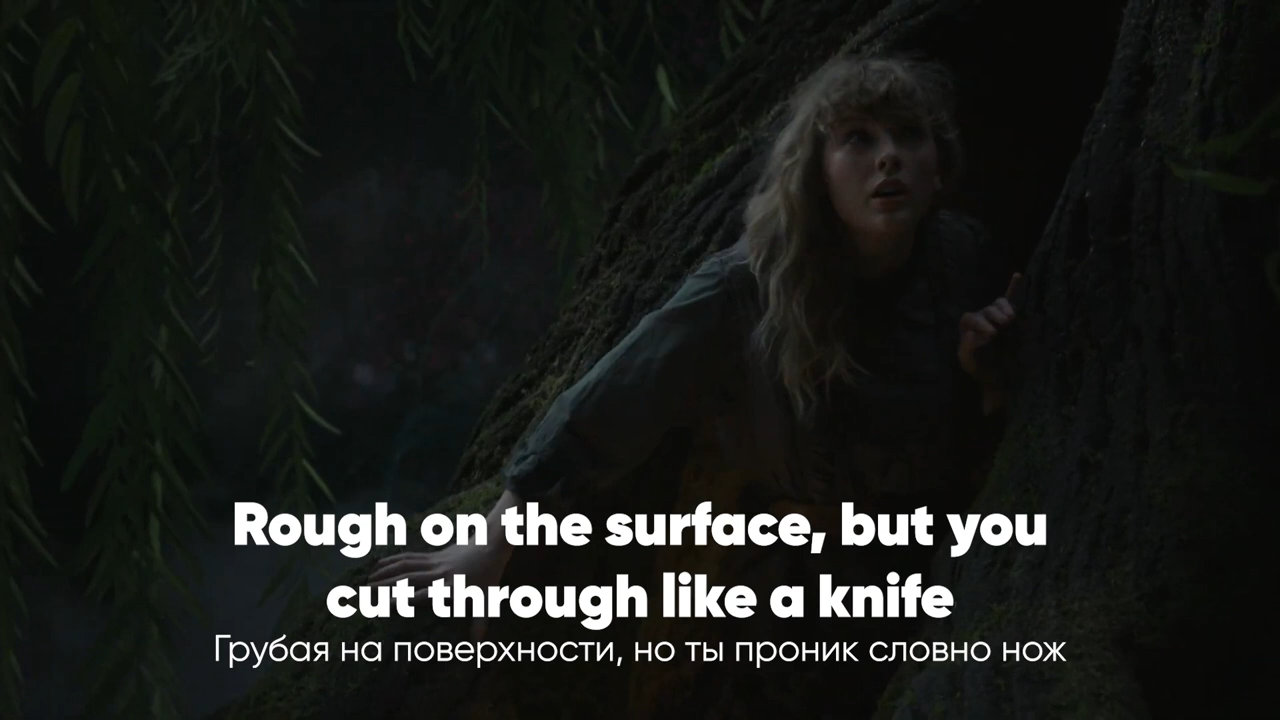 Rough on the surface, but you
cut through like a knife
Грубая на поверхности, но ты проник словно нож